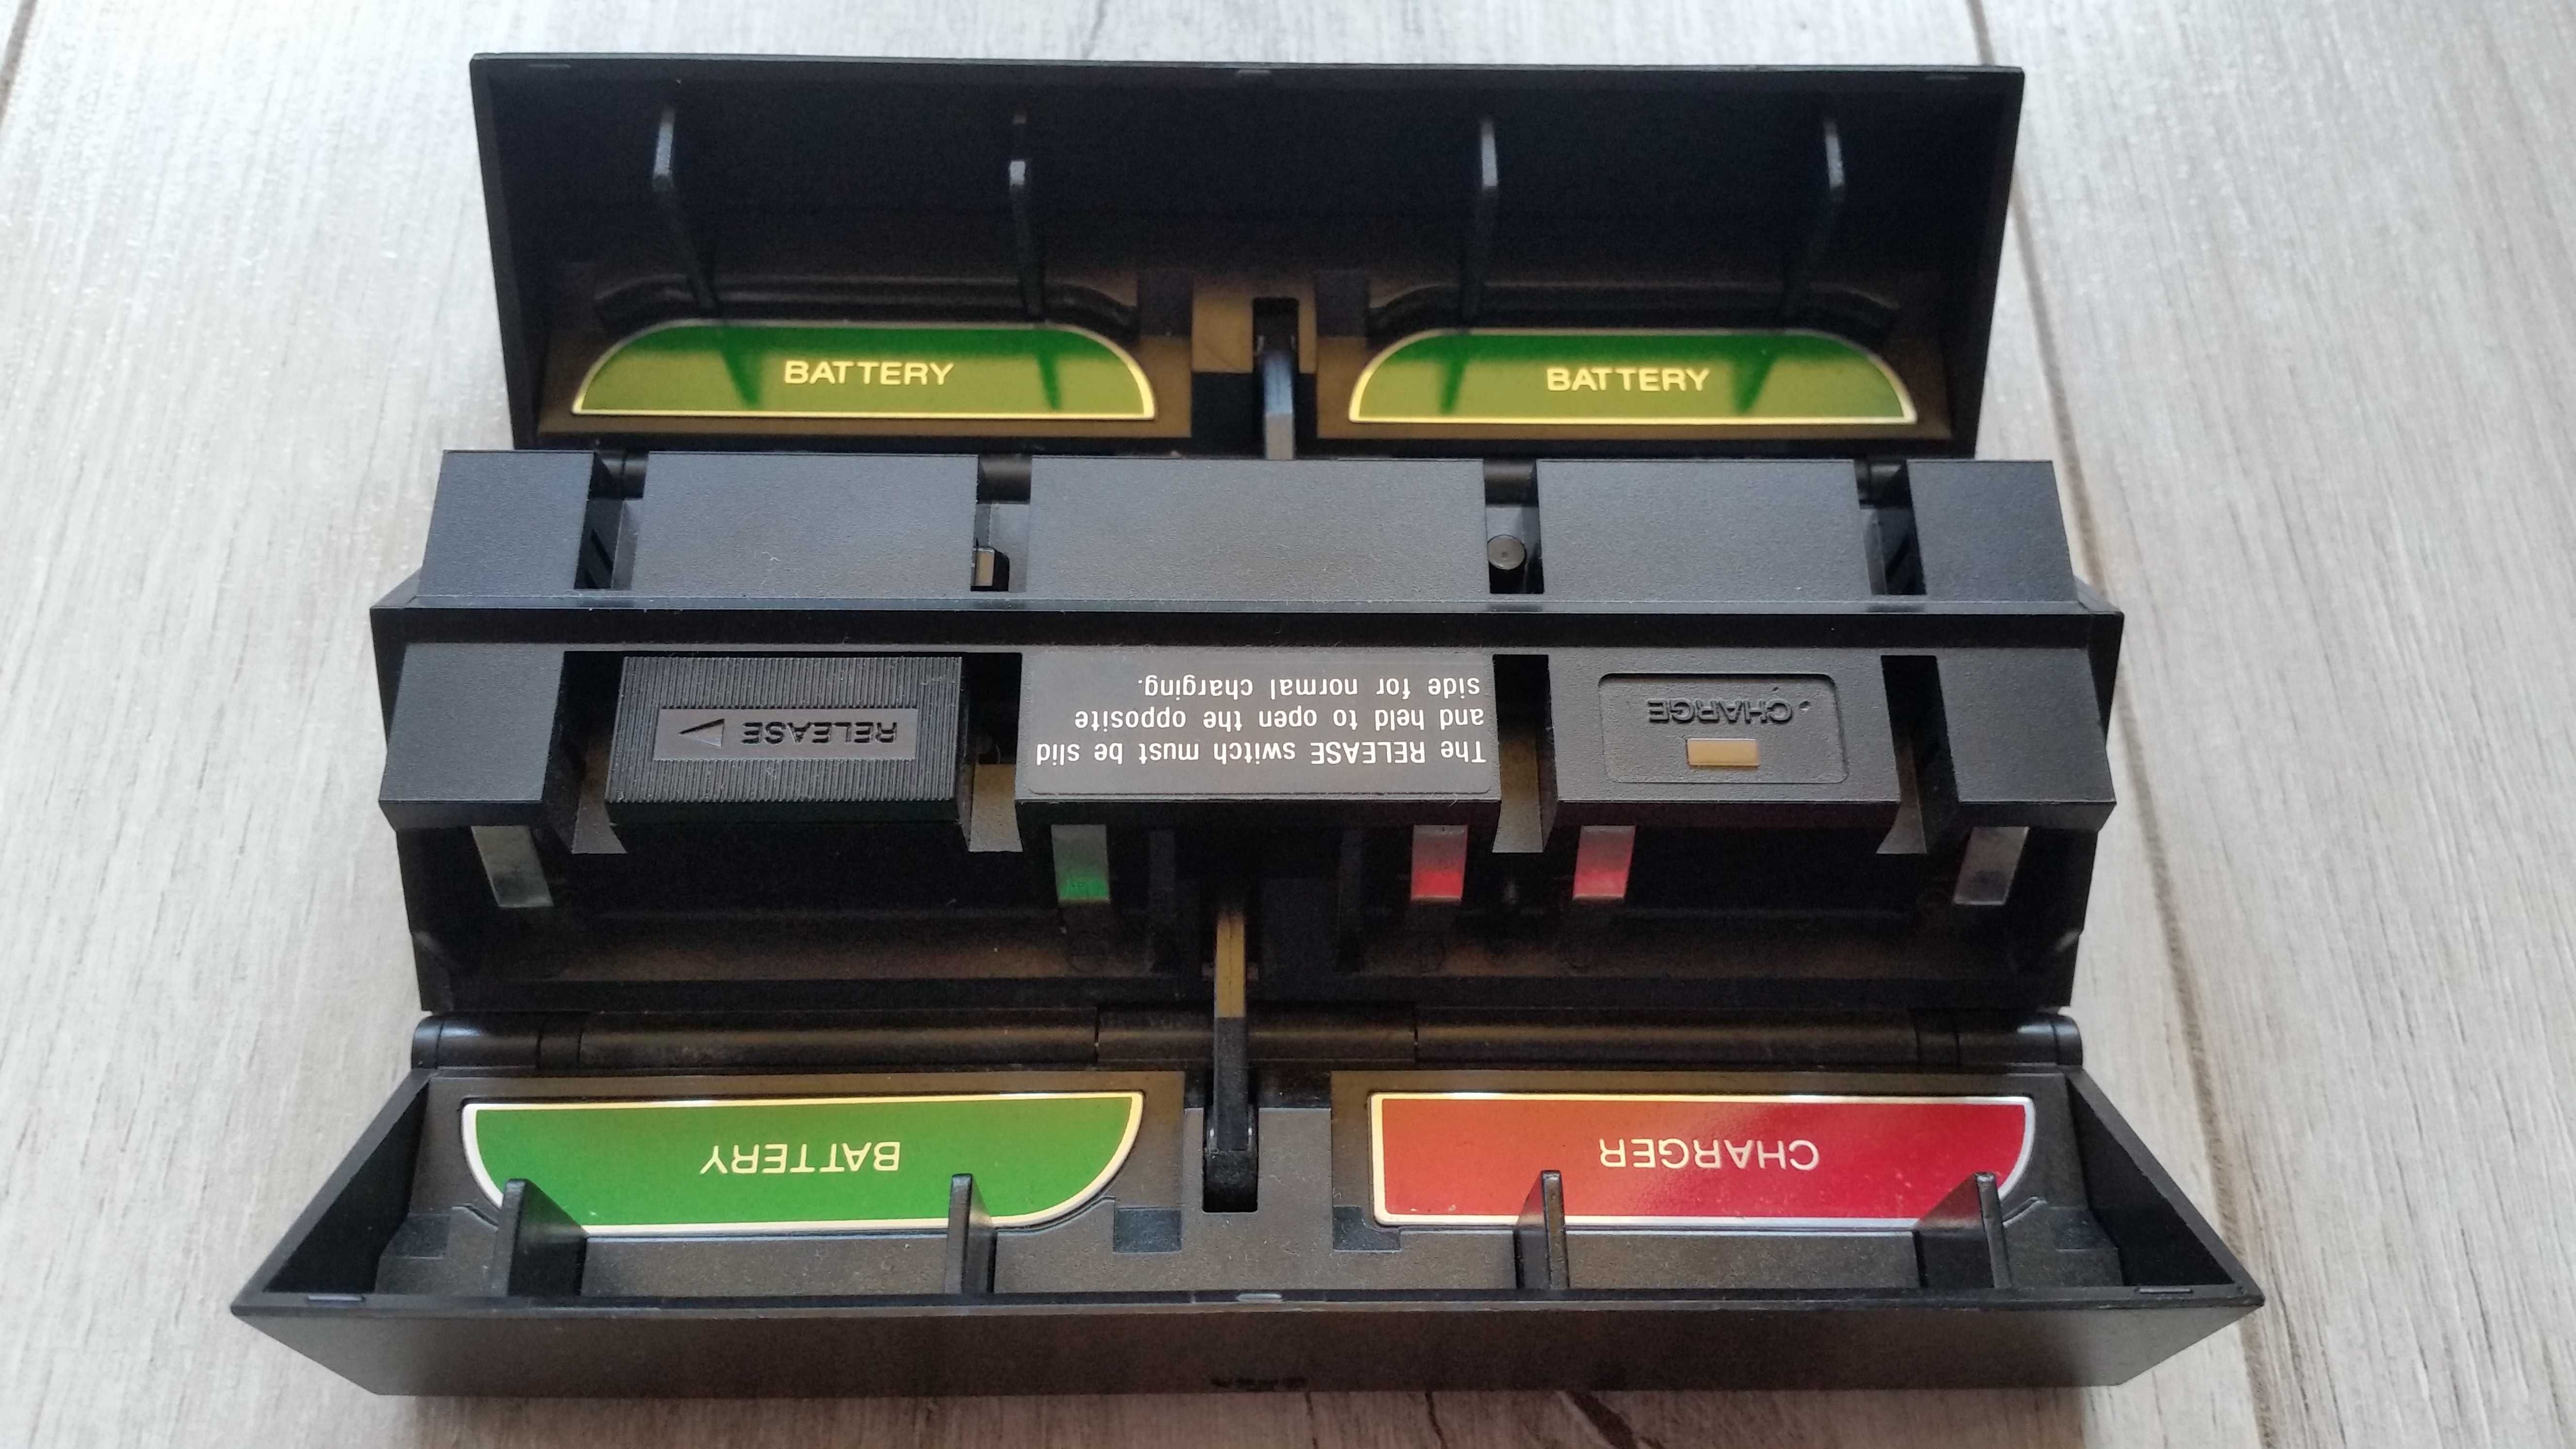 BATTERY
BATTERY
RELEASE
The RELEASE switch must be slid
and held to open the opposite
side for normal charging.
CHARGE
BATTERY
CHARGER